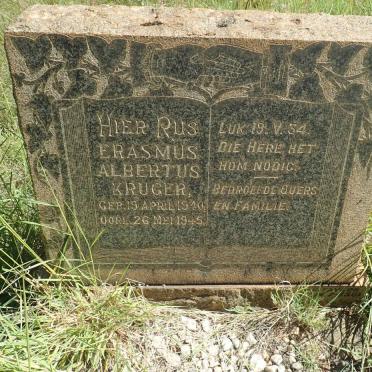 HIER RUS
ERASMUS
ALBERTUS
KRUGER.
GEB. 19 APRIL 1940
OORL. 26 MEI 1945.
LUK. 19. V. 34.
DIE HERE HET
HOM NODIG.
BEDROEFDE OUERS
EN FAMILIE.